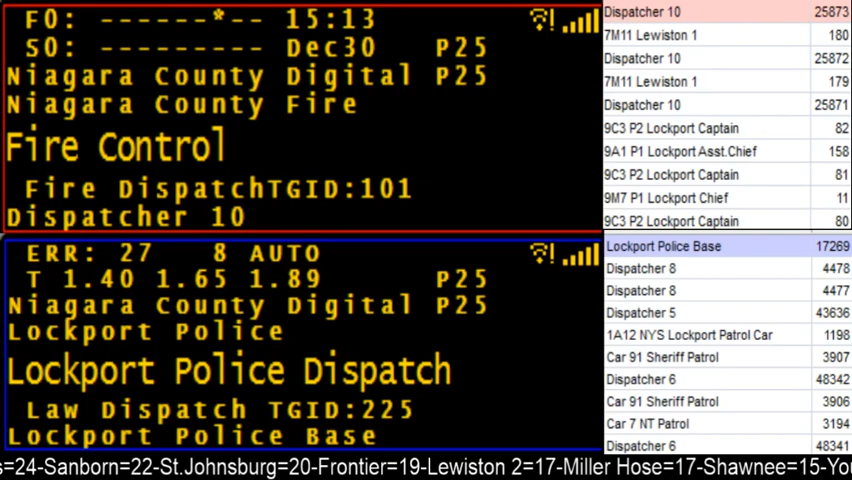 F0: ------*-- 15:13
S0: --------- Dec30 P25
Niagara County Digital P25
Niagara County Fire
Fire Control
Fire DispatchTGID:101
Dispatcher 10
Dispatcher 10 25873
7M11 Lewiston 1 180
Dispatcher 10 25872
7M11 Lewiston 1 179
Dispatcher 10 25871
9C3 P2 Lockport Captain 82
9A1 P1 Lockport Asst.Chief 158
9C3 P2 Lockport Captain 81
9M7 P1 Lockport Chief 11
9C3 P2 Lockport Captain 80
ERR: 27 8 AUTO
T 1.40 1.65 1.89 P25
Niagara County Digital P25
Lockport Police
Lockport Police Dispatch
Law Dispatch TGID:225
Lockport Police Base
Lockport Police Base 17269
Dispatcher 8 4478
Dispatcher 8 4477
Dispatcher 5 43636
1A12 NYS Lockport Patrol Car 1198
Car 91 Sheriff Patrol 3907
Dispatcher 6 48342
Car 91 Sheriff Patrol 3906
Car 7 NT Patrol 3194
Dispatcher 6 48341
s=24-Sanborn=22-St.Johnsburg=20-Frontier=19-Lewiston 2=17-Miller Hose=17-Shawnee=15-You